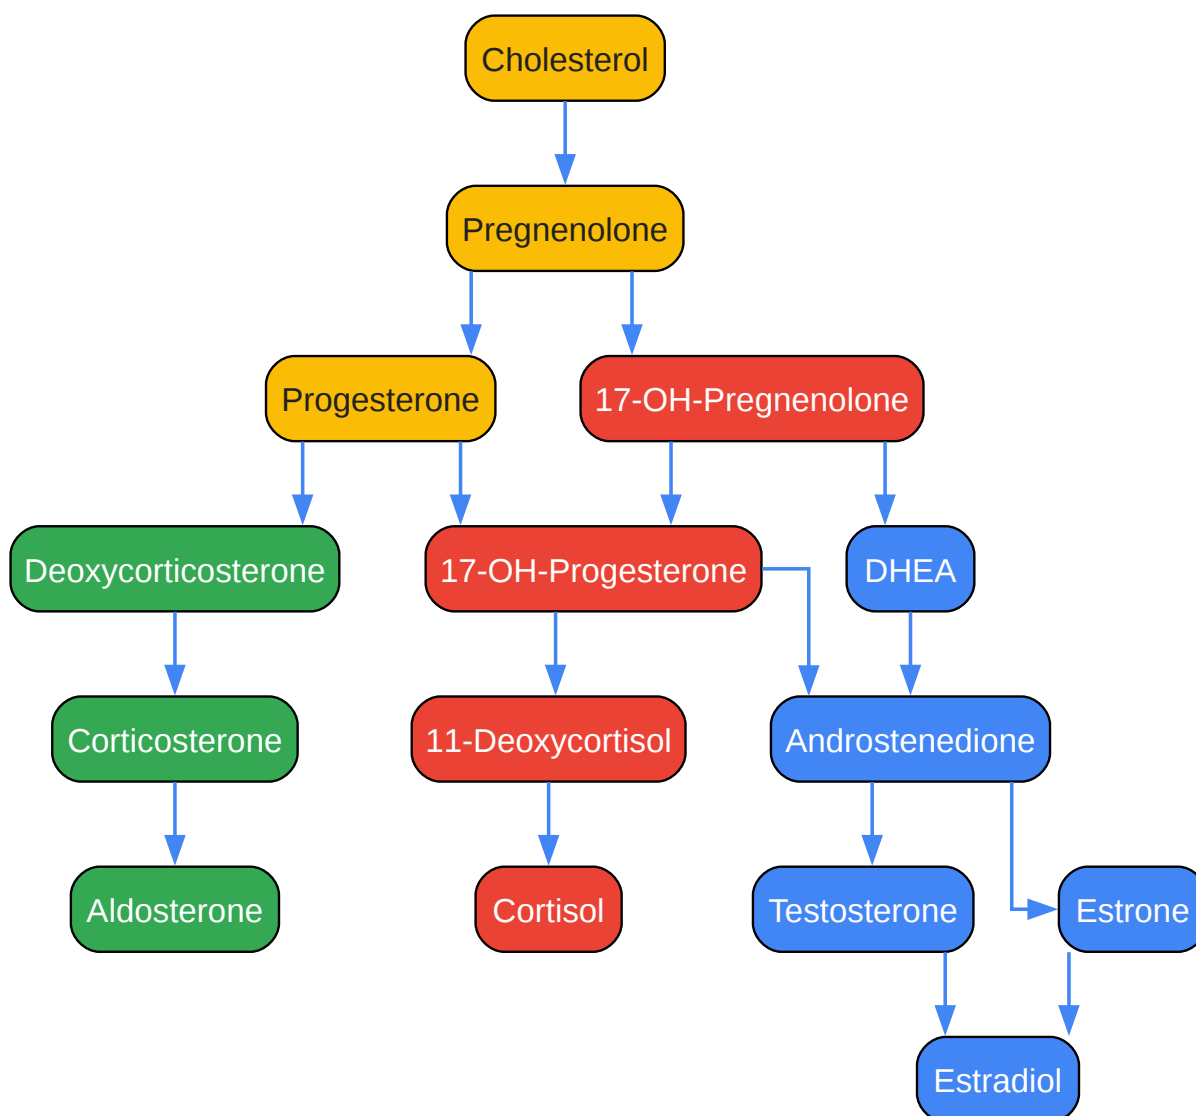 Cholesterol
Pregnenolone
Progesterone
17-OH-Pregnenolone
Deoxycorticosterone
17-OH-Progesterone
DHEA
Corticosterone
11-Deoxycortisol
Androstenedione
Aldosterone
Cortisol
Testosterone
Estrone
Estradiol